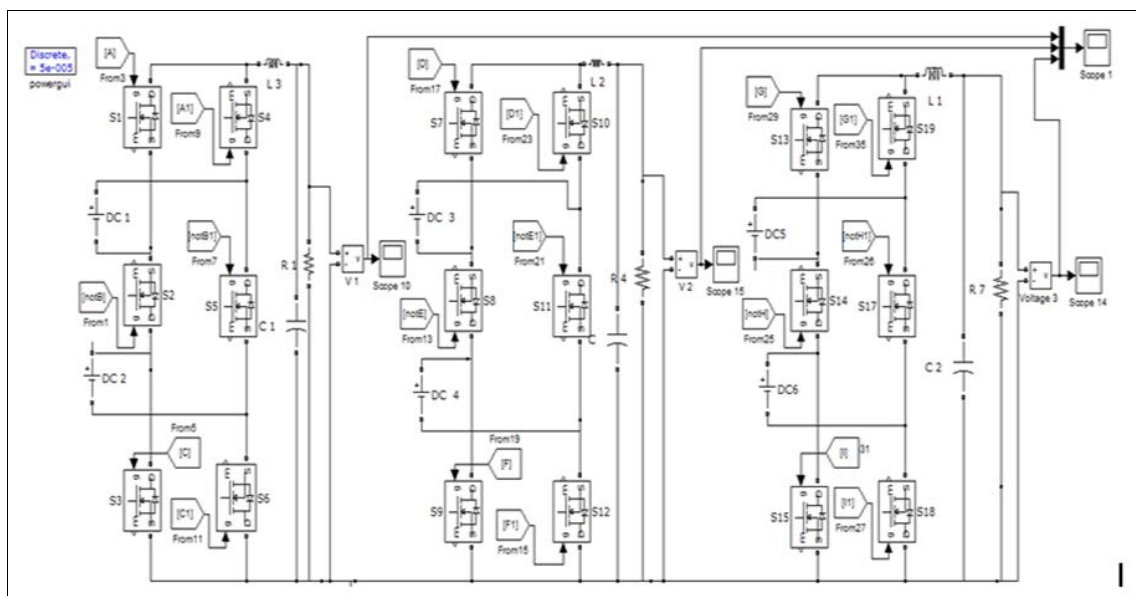 Discrete,
= 5e-005
powergui
[A]
From3
S1
[A1]
From9
S4
L 3
DC 1
[notB1]
From7
S2
S5
[notB]
From1
DC 2
C 1
R 1
V 1
Scope 10
From5
[C]
S3
[C1]
From11
S6
[D]
From17
S7
[D1]
From23
S10
L 2
DC 3
[notE1]
From21
S8
S11
[notE]
From13
DC 4
C
R 4
V 2
Scope 15
From19
[F]
S9
[F1]
From15
S12
[G]
From29
S13
[G1]
From35
S19
L 1
DC5
[notH1]
From26
S14
S17
[notH]
From25
DC6
C 2
R 7
Voltage 3
Scope 14
[I]
31
S15
[I1]
From27
S18
Scope 1